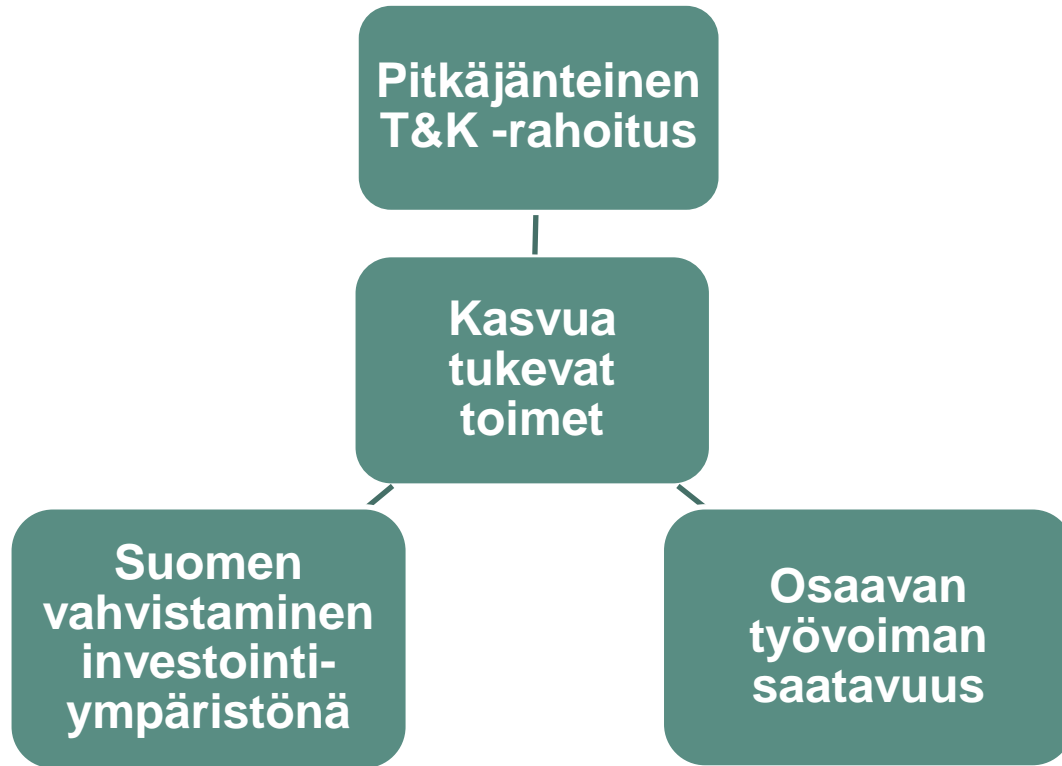 Pitkäjänteinen
T&K -rahoitus
Kasvua
tukevat
toimet
Suomen
vahvistaminen
investointi-
ympäristönä
Osaavan
työvoiman
saatavuus